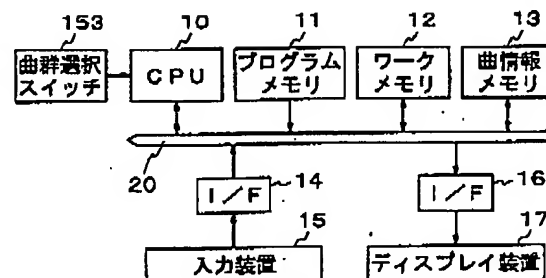 153
10
11
12
13
曲群選択
スイッチ
CPU
プログラム
メモリ
ワーク
メモリ
曲情報
メモリ
20
I/F
14
I/F
16
15
17
入力装置
ディスプレイ装置